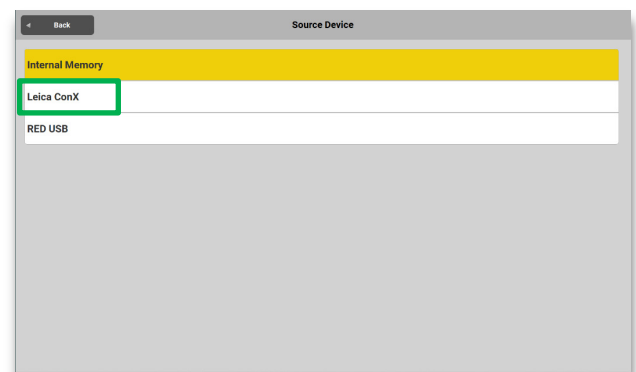 Back
Source Device
Internal Memory
Leica ConX
RED USB